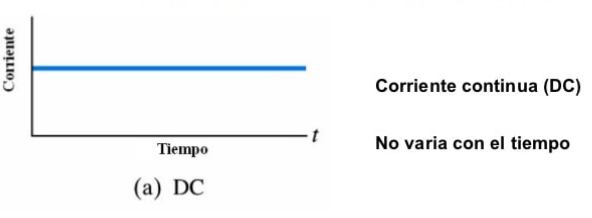 Corriente
t
Tiempo
(a) DC
Corriente continua (DC)
No varia con el tiempo